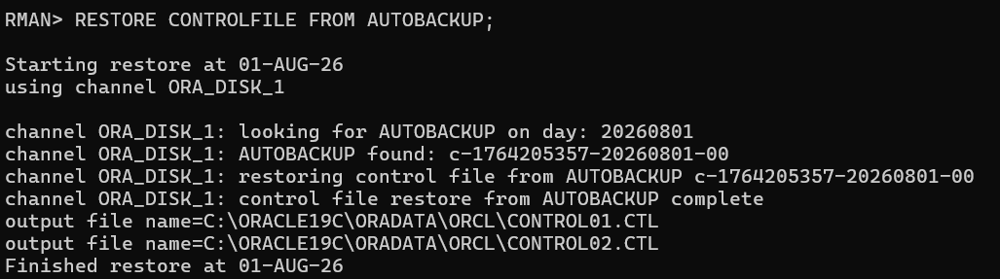 RMAN> RESTORE CONTROLFILE FROM AUTOBACKUP;
Starting restore at 01-AUG-26
using channel ORA_DISK_1
channel ORA_DISK_1: looking for AUTOBACKUP on day: 20260801
channel ORA_DISK_1: AUTOBACKUP found: c-1764205357-20260801-00
channel ORA_DISK_1: restoring control file from AUTOBACKUP c-1764205357-20260801-00
channel ORA_DISK_1: control file restore from AUTOBACKUP complete
output file name=C:\ORACLE19C\ORADATA\ORCL\CONTROL01.CTL
output file name=C:\ORACLE19C\ORADATA\ORCL\CONTROL02.CTL
Finished restore at 01-AUG-26